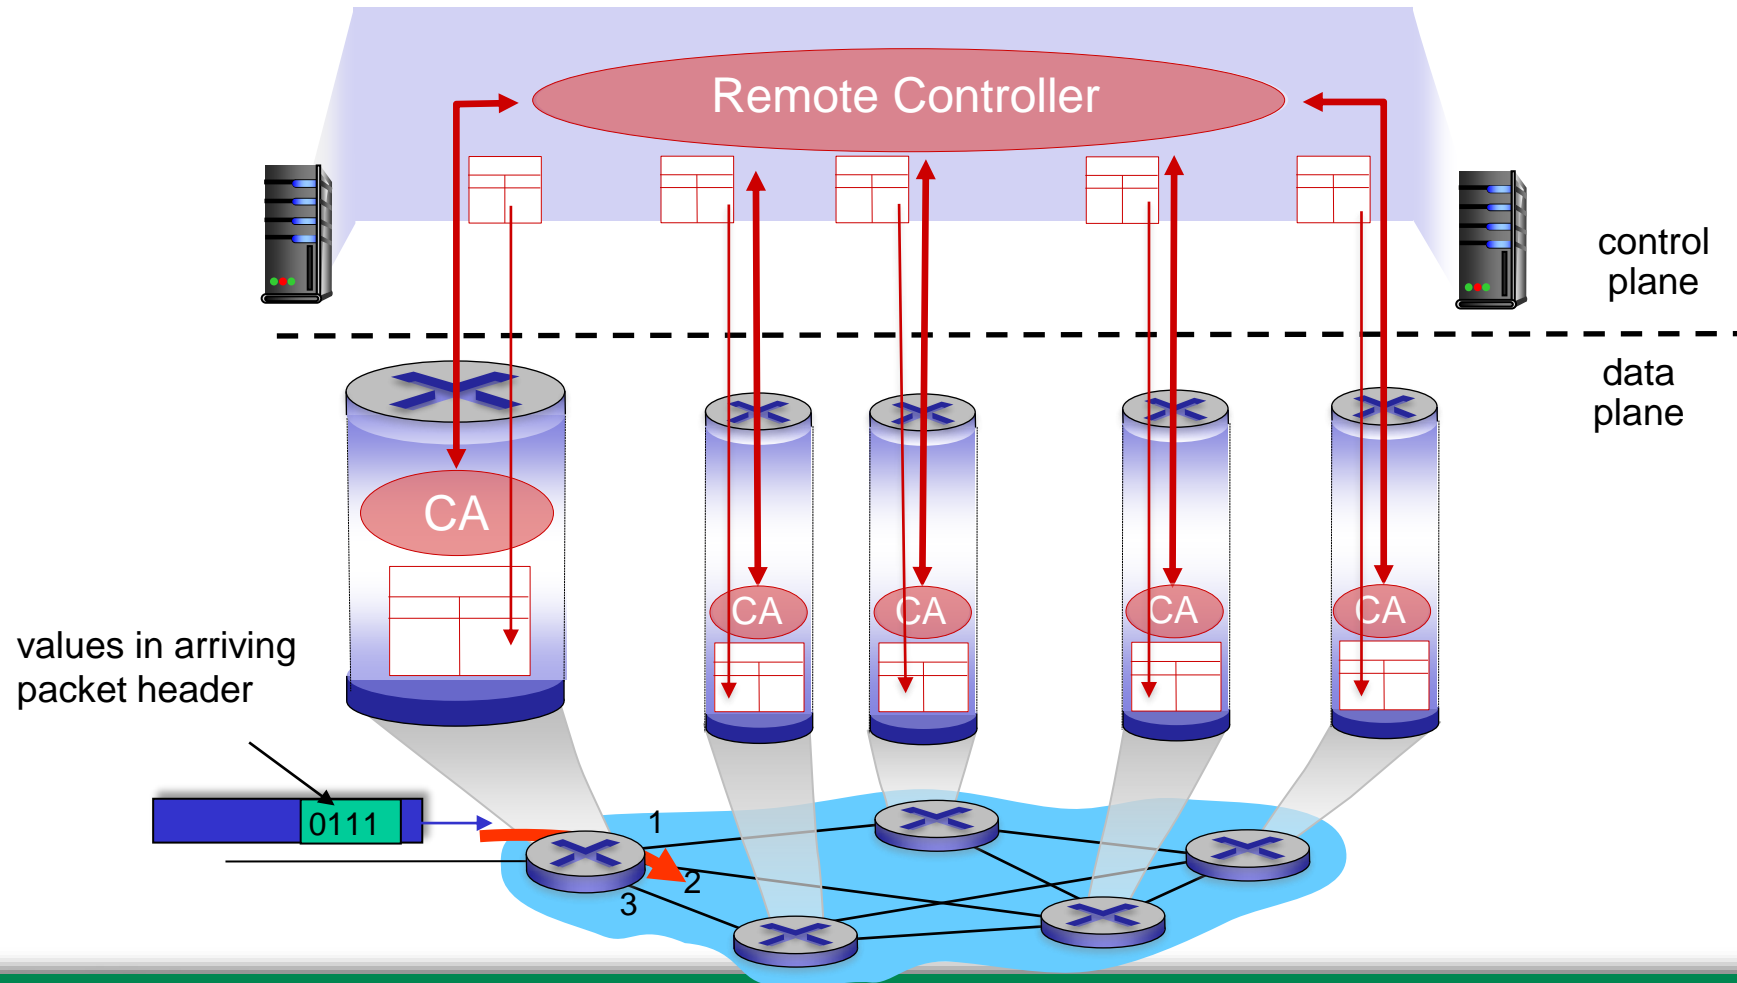 Remote Controller
control
plane
data
plane
CA
CA
CA
CA
CA
values in arriving
packet header
0111
1
2
3